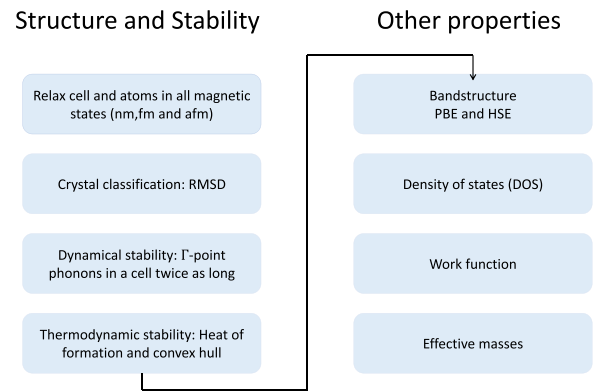 Structure and Stability
Relax cell and atoms in all magnetic
states (nm,fm and afm)
Crystal classification: RMSD
Dynamical stability: Γ-point
phonons in a cell twice as long
Thermodynamic stability: Heat of
formation and convex hull
Other properties
Bandstructure
PBE and HSE
Density of states (DOS)
Work function
Effective masses